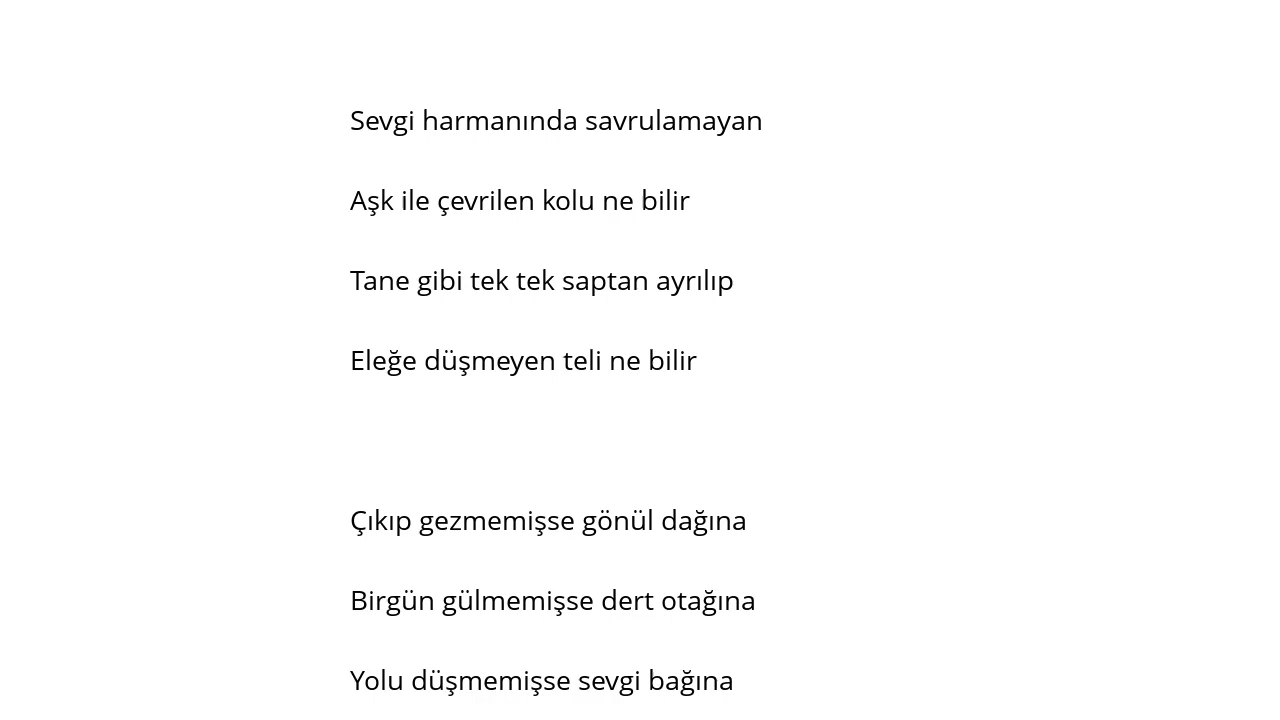 Sevgi harmanında savrulamayan
Aşk ile çevrilen kolu ne bilir
Tane gibi tek tek saptan ayrılıp
Eleğe düşmeyen teli ne bilir
Çıkıp gezmemişse gönül dağına
Birgün gülmemişse dert otağına
Yolu düşmemişse sevgi bağına